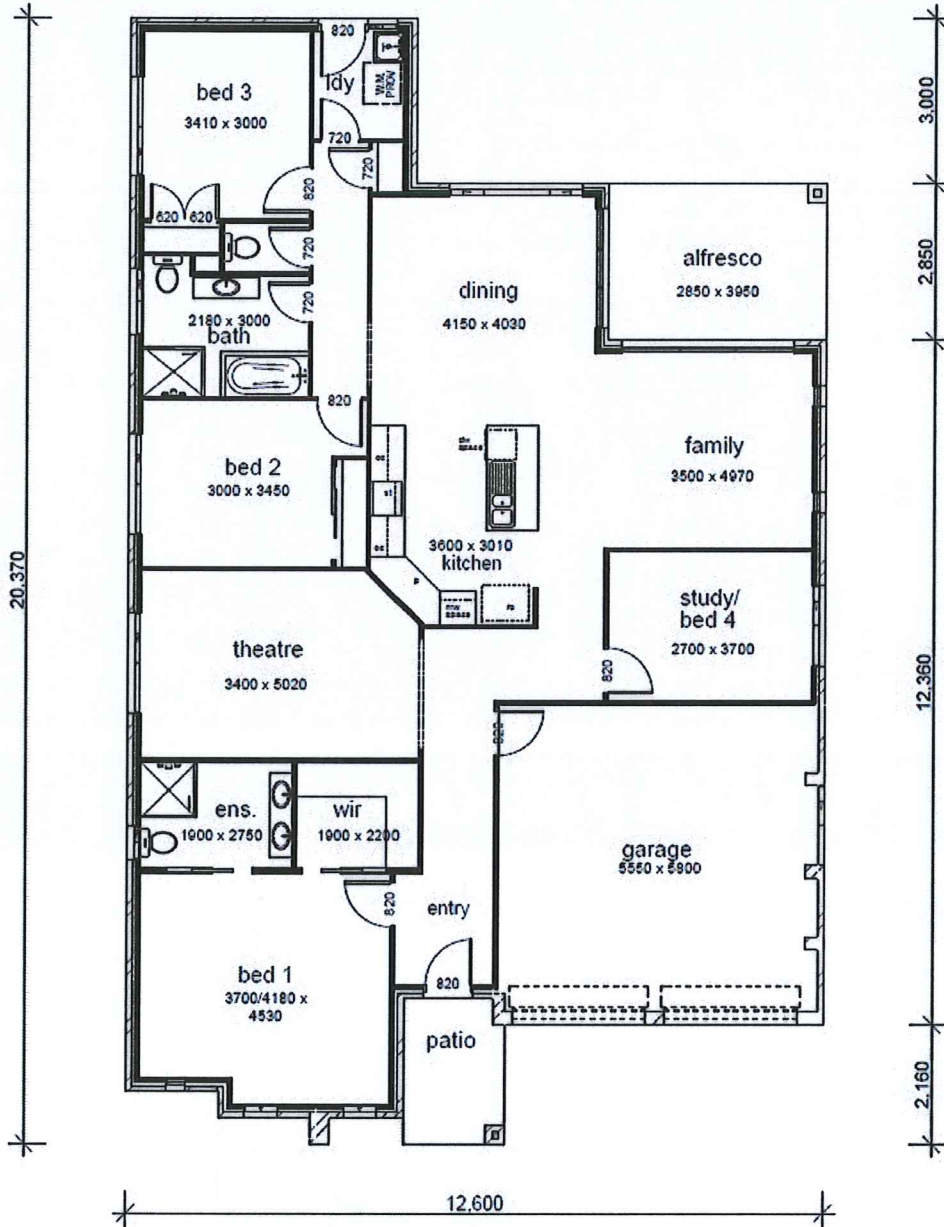 820
ldy
W.M.
PROV
bed 3
3410 x 3000
720
720
820
620 620
720
3,000
alfresco
2850 x 3950
2,850
dining
4150 x 4030
2180 x 3000
bath
720
820
bed 2
3000 x 3450
family
3500 x 4970
3600 x 3010
kitchen
20,370
study/
bed 4
2700 x 3700
820
theatre
3400 x 5020
12,360
820
ens.
1900 x 2750
wir
1900 x 2200
garage
5550 x 5800
820
entry
bed 1
3700/4180 x
4530
820
patio
2,160
12,600